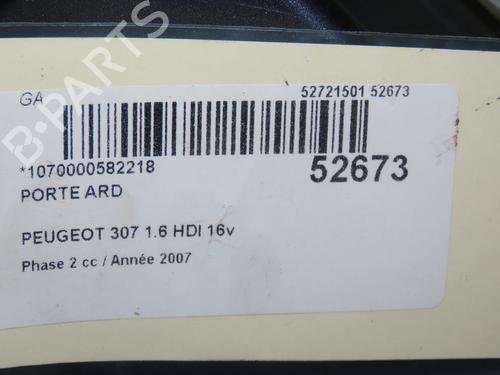 B-PARTS
GA
52721501 52673
*1070000582218
52673
PORTE ARD
PEUGEOT 307 1.6 HDI 16v
Phase 2 cc / Année 2007